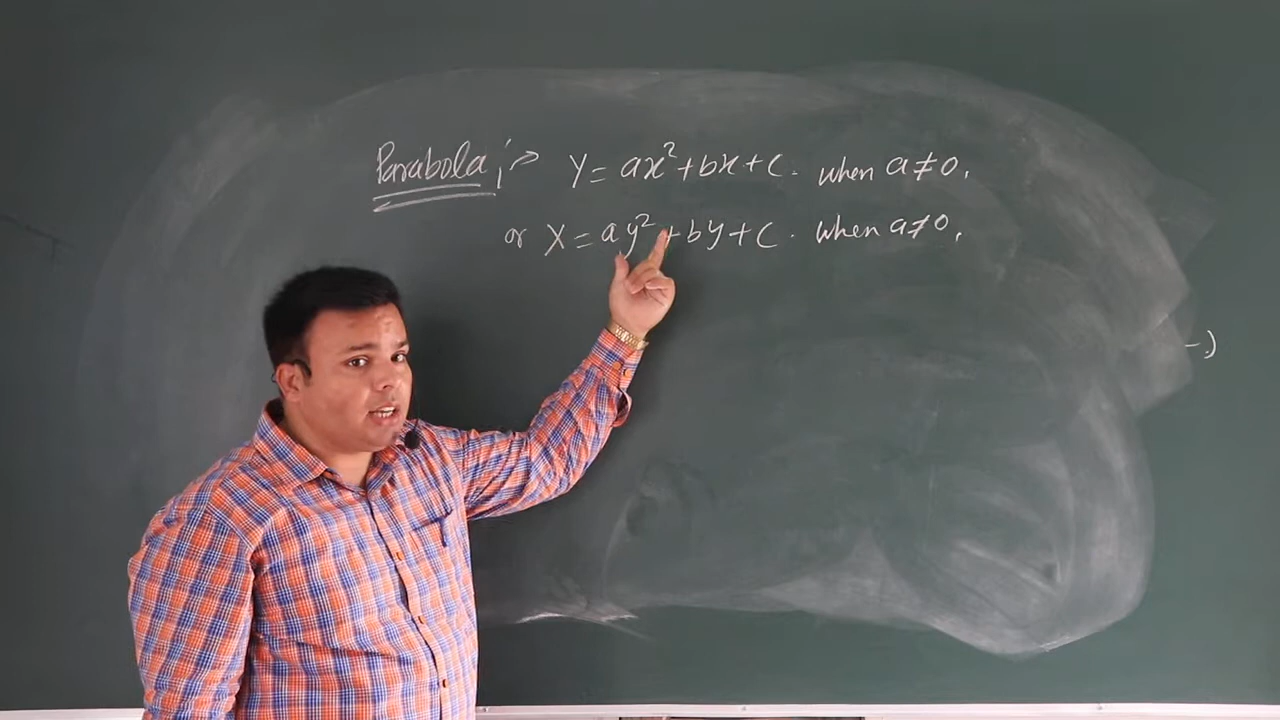 Parabola :→ Y = ax² + bx + c. when a ≠ 0.
or X = ay² + by + c. when a ≠ 0.
-)